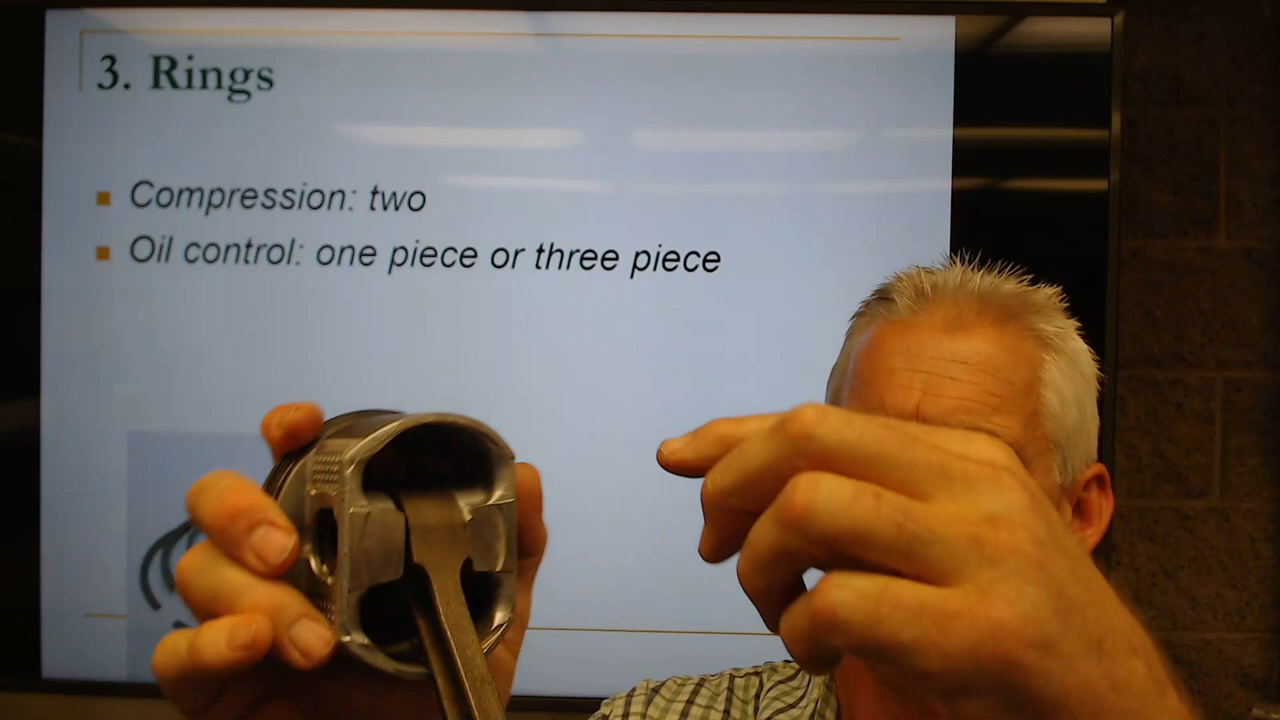 3. Rings
Compression: two
Oil control: one piece or three piece